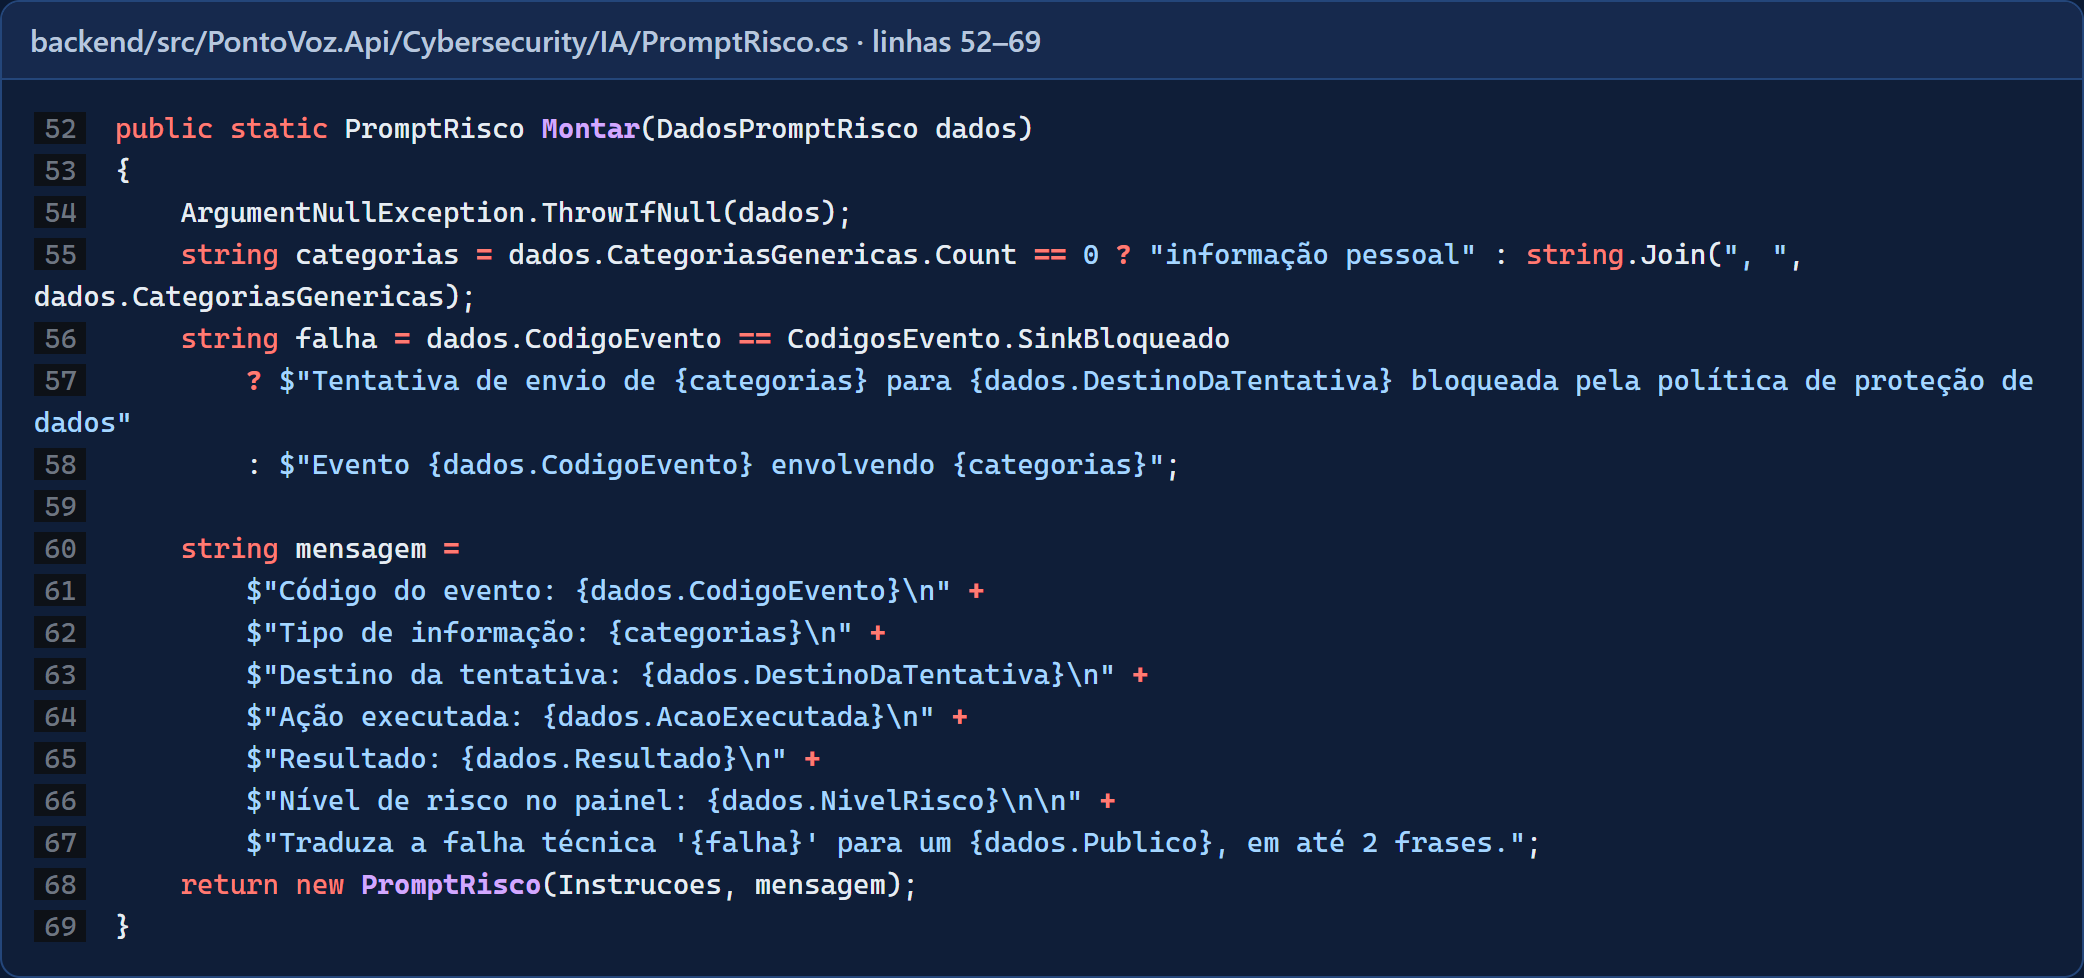 backend/src/PontoVoz.Api/Cybersecurity/IA/PromptRisco.cs · linhas 52–69
52 public static PromptRisco Montar(DadosPromptRisco dados)
53 {
54     ArgumentNullException.ThrowIfNull(dados);
55     string categorias = dados.CategoriasGenericas.Count == 0 ? "informação pessoal" : string.Join(", ",
dados.CategoriasGenericas);
56     string falha = dados.CodigoEvento == CodigosEvento.SinkBloqueado
57         ? $"Tentativa de envio de {categorias} para {dados.DestinoDaTentativa} bloqueada pela política de proteção de
dados"
58         : $"Evento {dados.CodigoEvento} envolvendo {categorias}";
59
60     string mensagem =
61         $"Código do evento: {dados.CodigoEvento}\n" +
62         $"Tipo de informação: {categorias}\n" +
63         $"Destino da tentativa: {dados.DestinoDaTentativa}\n" +
64         $"Ação executada: {dados.AcaoExecutada}\n" +
65         $"Resultado: {dados.Resultado}\n" +
66         $"Nível de risco no painel: {dados.NivelRisco}\n\n" +
67         $"Traduza a falha técnica '{falha}' para um {dados.Publico}, em até 2 frases.";
68     return new PromptRisco(Instrucoes, mensagem);
69 }